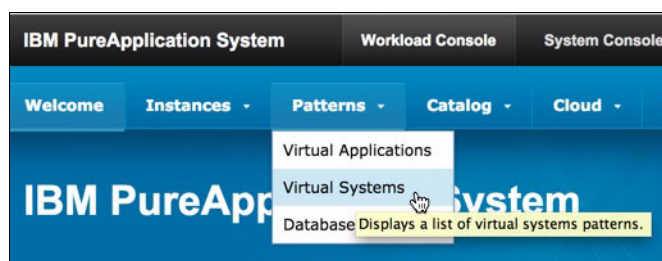 IBM PureApplication System Workload Console System Console
Welcome Instances Patterns Catalog Cloud
Virtual Applications
Virtual Systems
IBM PureApp System
Database Displays a list of virtual systems patterns.